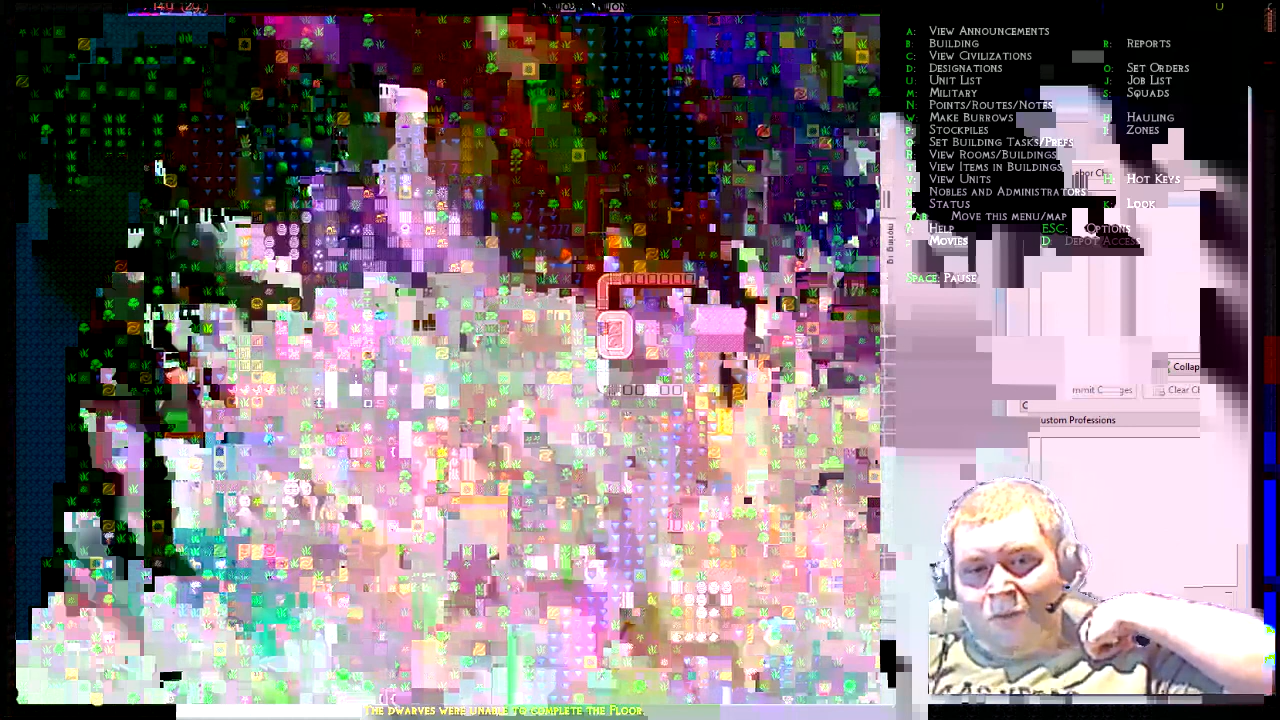 A: VIEW ANNOUNCEMENTS
B: BUILDING
R: REPORTS
C: VIEW CIVILIZATIONS
D: DESIGNATIONS
O: SET ORDERS
U: UNIT LIST
J: JOB LIST
M: MILITARY
S: SQUADS
N: POINTS/ROUTES/NOTES
W: MAKE BURROWS
H: HAULING
P: STOCKPILES
I: ZONES
Q: SET BUILDING TASKS/PREFS
R: VIEW ROOMS/BUILDINGS
T: VIEW ITEMS IN BUILDINGS
V: VIEW UNITS
HOT KEYS
NOBLES AND ADMINISTRATORS
STATUS
K: LOOK
MOVE THIS MENU/MAP
?: HELP
ESC: OPTIONS
MOVIES
D DEPOT ACCESS
SPACE: PAUSE
Collap
mmit C ges
Clear Ch
ustom Professions
THE DWARVES WERE UNABLE TO COMPLETE THE FLOOR.